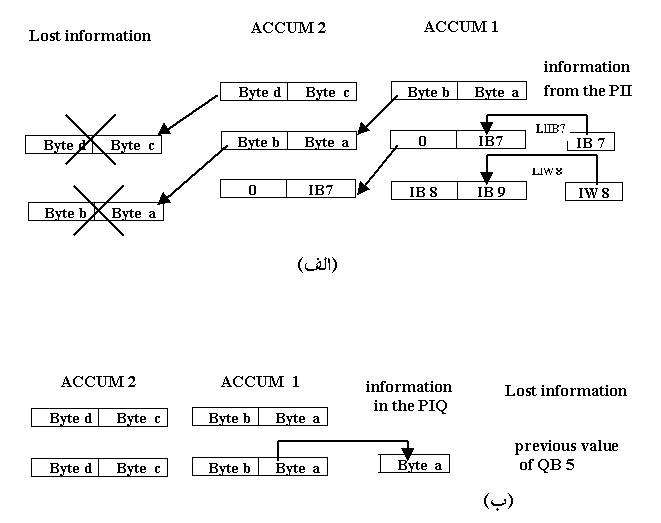 Lost information ACCUM 2 ACCUM 1
information
from the PII
Byte d Byte c Byte b Byte a
Byte d Byte c Byte b Byte a 0 IB7 LIIB7 IB 7
0 IB7 IB 8 IB 9 LIW 8 IW 8
Byte b Byte a
(الف)
ACCUM 2 ACCUM 1 information
in the PIQ
Lost information
Byte d Byte c Byte b Byte a
previous value
of QB 5
Byte d Byte c Byte b Byte a Byte a
(ب)